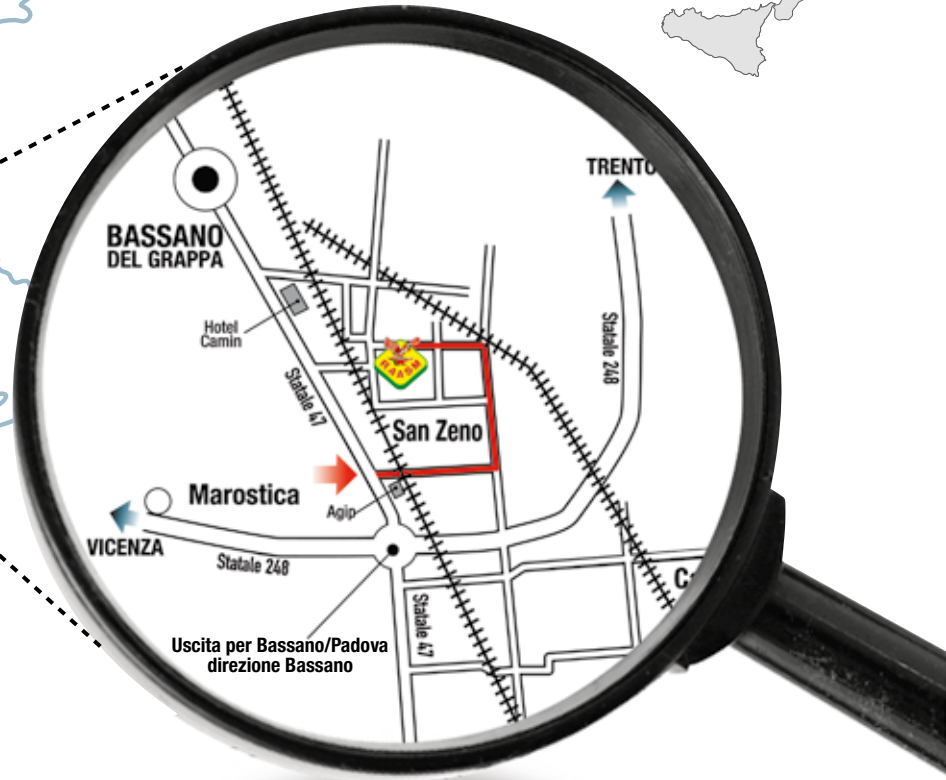 TRENTO
BASSANO
DEL GRAPPA
Hotel
Camin
Statale 248
RAASM
Statale 47
San Zeno
Marostica
Agip
VICENZA
Statale 248
Statale 47
Uscita per Bassano/Padova
direzione Bassano